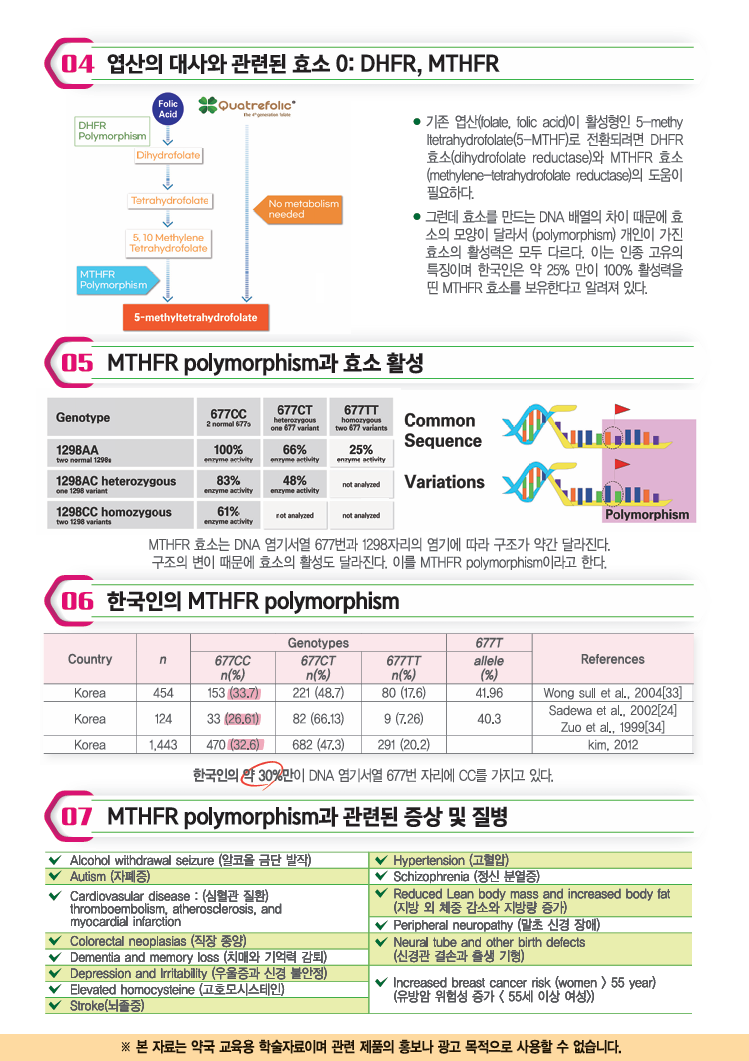 04 엽산의 대사와 관련된 효소 0: DHFR, MTHFR
Folic
Acid
Quatrefolic®
the 4th generation folate
DHFR
Polymorphism
Dihydrofolate
Tetrahydrofolate
No metabolism
needed
5, 10 Methylene
Tetrahydrofolate
MTHFR
Polymorphism
5-methyltetrahydrofolate
기존 엽산(folate, folic acid)이 활성형인 5-methy
ltetrahydrofolate(5-MTHF)로 전환되려면 DHFR
효소(dihydrofolate reductase)와 MTHFR 효소
(methylene-tetrahydrofolate reductase)의 도움이
필요하다.
그런데 효소를 만드는 DNA 배열의 차이 때문에 효
소의 모양이 달라서 (polymorphism) 개인이 가진
효소의 활성력은 모두 다르다. 이는 인종 고유의
특징이며 한국인은 약 25% 만이 100% 활성력을
띤 MTHFR 효소를 보유한다고 알려져 있다.
05 MTHFR polymorphism과 효소 활성
Genotype 677CC 677CT 677TT
2 normal 677s heterozygous one 677 variant homozygous two 677 variants
1298AA 100% 66% 25%
two normal 1298s enzyme activity enzyme activity enzyme activity
1298AC heterozygous 83% 48% not analyzed
one 1298 variant enzyme activity enzyme activity
1298CC homozygous 61% not analyzed not analyzed
two 1298 variants enzyme activity
Common
Sequence
Variations
Polymorphism
MTHFR 효소는 DNA 염기서열 677번과 1298자리의 염기에 따라 구조가 약간 달라진다.
구조의 변이 때문에 효소의 활성도 달라진다. 이를 MTHFR polymorphism이라고 한다.
06 한국인의 MTHFR polymorphism
Country n Genotypes 677T allele (%) References
677CC n(%) 677CT n(%) 677TT n(%)
Korea 454 153 (33.7) 221 (48.7) 80 (17.6) 41.96 Wong sull et al., 2004[33]
Korea 124 33 (26.61) 82 (66.13) 9 (7.26) 40.3 Sadewa et al., 2002[24]
Zuo et al., 1999[34]
Korea 1,443 470 (32.6) 682 (47.3) 291 (20.2) kim, 2012
한국인의 약 30%만이 DNA 염기서열 677번 자리에 CC를 가지고 있다.
07 MTHFR polymorphism과 관련된 증상 및 질병
Alcohol withdrawal seizure (알코올 금단 발작)
Autism (자폐증)
Cardiovasular disease : (심혈관 질환)
thromboembolism, atherosclerosis, and
myocardial infarction
Colorectal neoplasias (직장 종양)
Dementia and memory loss (치매와 기억력 감퇴)
Depression and Irritability (우울증과 신경 불안정)
Elevated homocysteine (고호모시스테인)
Stroke(뇌졸중)
Hypertension (고혈압)
Schizophrenia (정신 분열증)
Reduced Lean body mass and increased body fat
(지방 외 체중 감소와 지방량 증가)
Peripheral neuropathy (말초 신경 장애)
Neural tube and other birth defects
(신경관 결손과 출생 기형)
Increased breast cancer risk (women > 55 year)
(유방암 위험성 증가 < 55세 이상 여성>)
※ 본 자료는 약국 교육용 학술자료이며 관련 제품의 홍보나 광고 목적으로 사용할 수 없습니다.